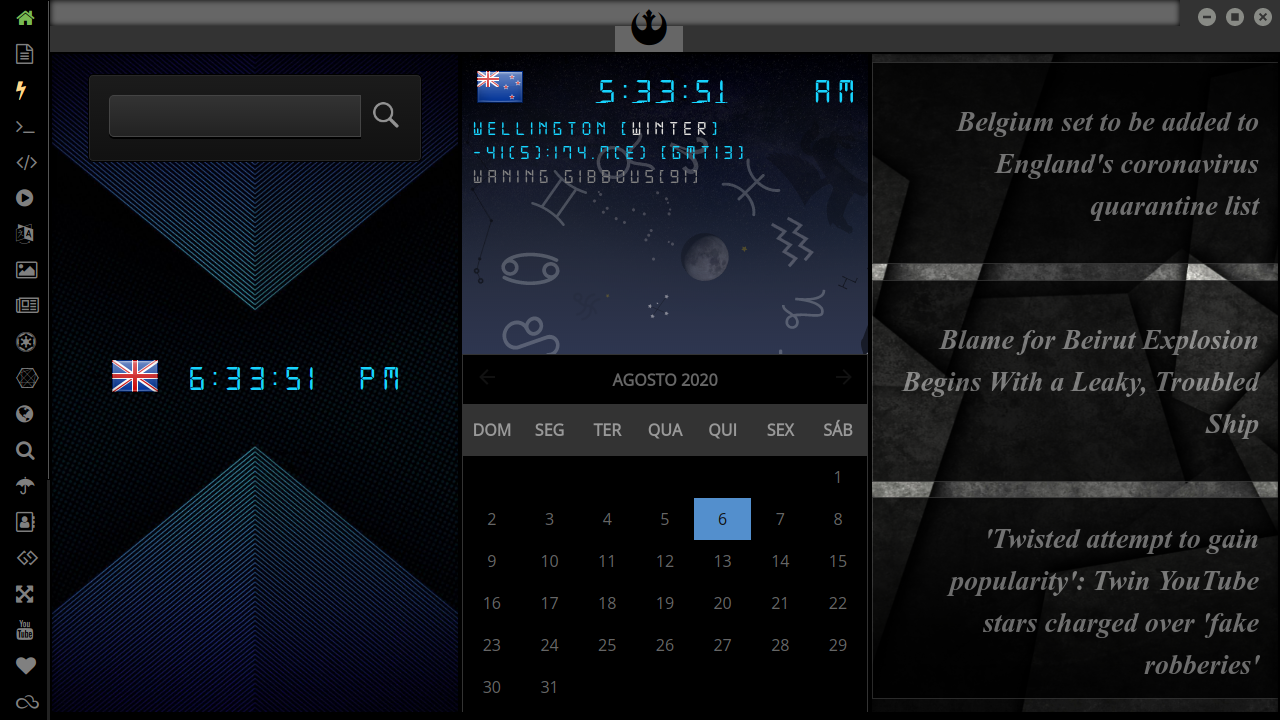 6:33:51 PM
5:33:51 AM
WELLINGTON (WINTER)
-41(S):174.7(E) (GMT13)
WANING GIBBOUS(91)
AGOSTO 2020
DOM SEG TER QUA QUI SEX SÁB
1
2 3 4 5 6 7 8
9 10 11 12 13 14 15
16 17 18 19 20 21 22
23 24 25 26 27 28 29
30 31
Belgium set to be added to
England's coronavirus
quarantine list
Blame for Beirut Explosion
Begins With a Leaky, Troubled
Ship
'Twisted attempt to gain
popularity': Twin YouTube
stars charged over 'fake
robberies'
You
Tube